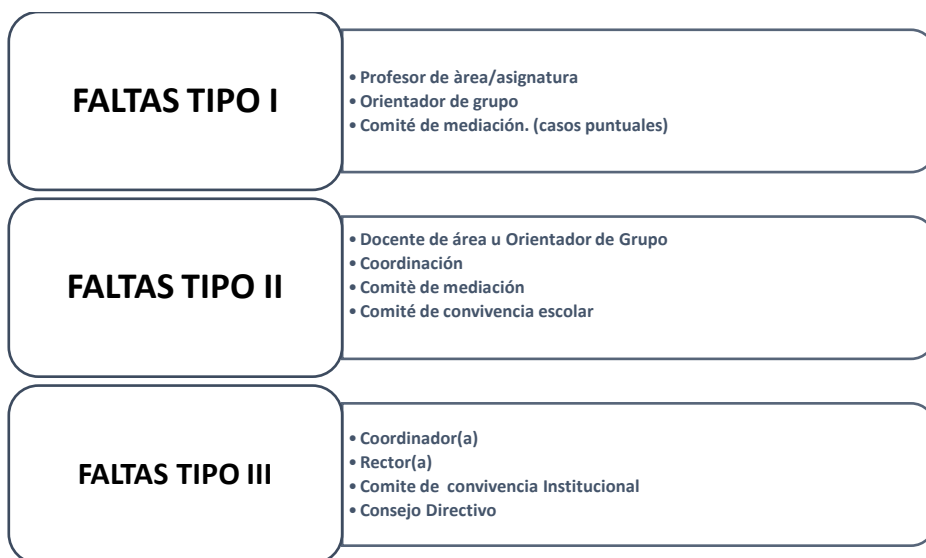 FALTAS TIPO I
• Profesor de àrea/asignatura
• Orientador de grupo
• Comité de mediación. (casos puntuales)
FALTAS TIPO II
• Docente de área u Orientador de Grupo
• Coordinación
• Comitè de mediación
• Comité de convivencia escolar
FALTAS TIPO III
• Coordinador(a)
• Rector(a)
• Comite de convivencia Institucional
• Consejo Directivo